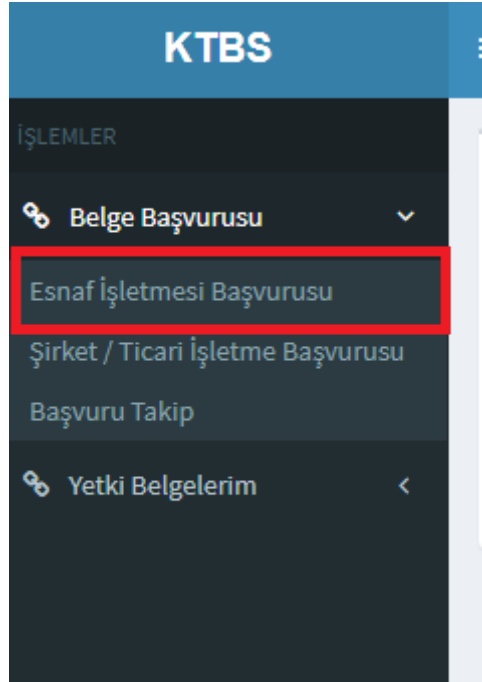 KTBS
İŞLEMLER
Belge Başvurusu
Esnaf İşletmesi Başvurusu
Şirket / Ticari İşletme Başvurusu
Başvuru Takip
Yetki Belgelerim